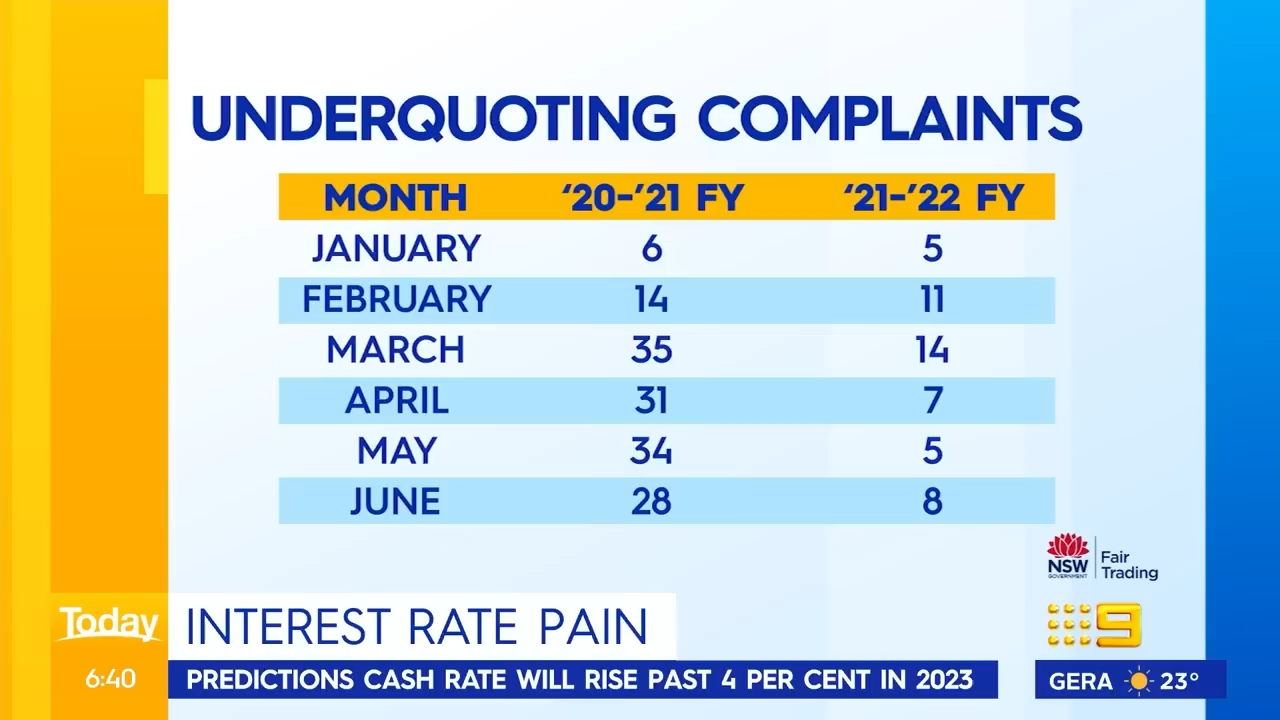 UNDERQUOTING COMPLAINTS
MONTH ‘20-’21 FY ‘21-’22 FY
JANUARY 6 5
FEBRUARY 14 11
MARCH 35 14
APRIL 31 7
MAY 34 5
JUNE 28 8
NSW
GOVERNMENT
Fair
Trading
Today
INTEREST RATE PAIN
9
6:40
PREDICTIONS CASH RATE WILL RISE PAST 4 PER CENT IN 2023
GERA 23°